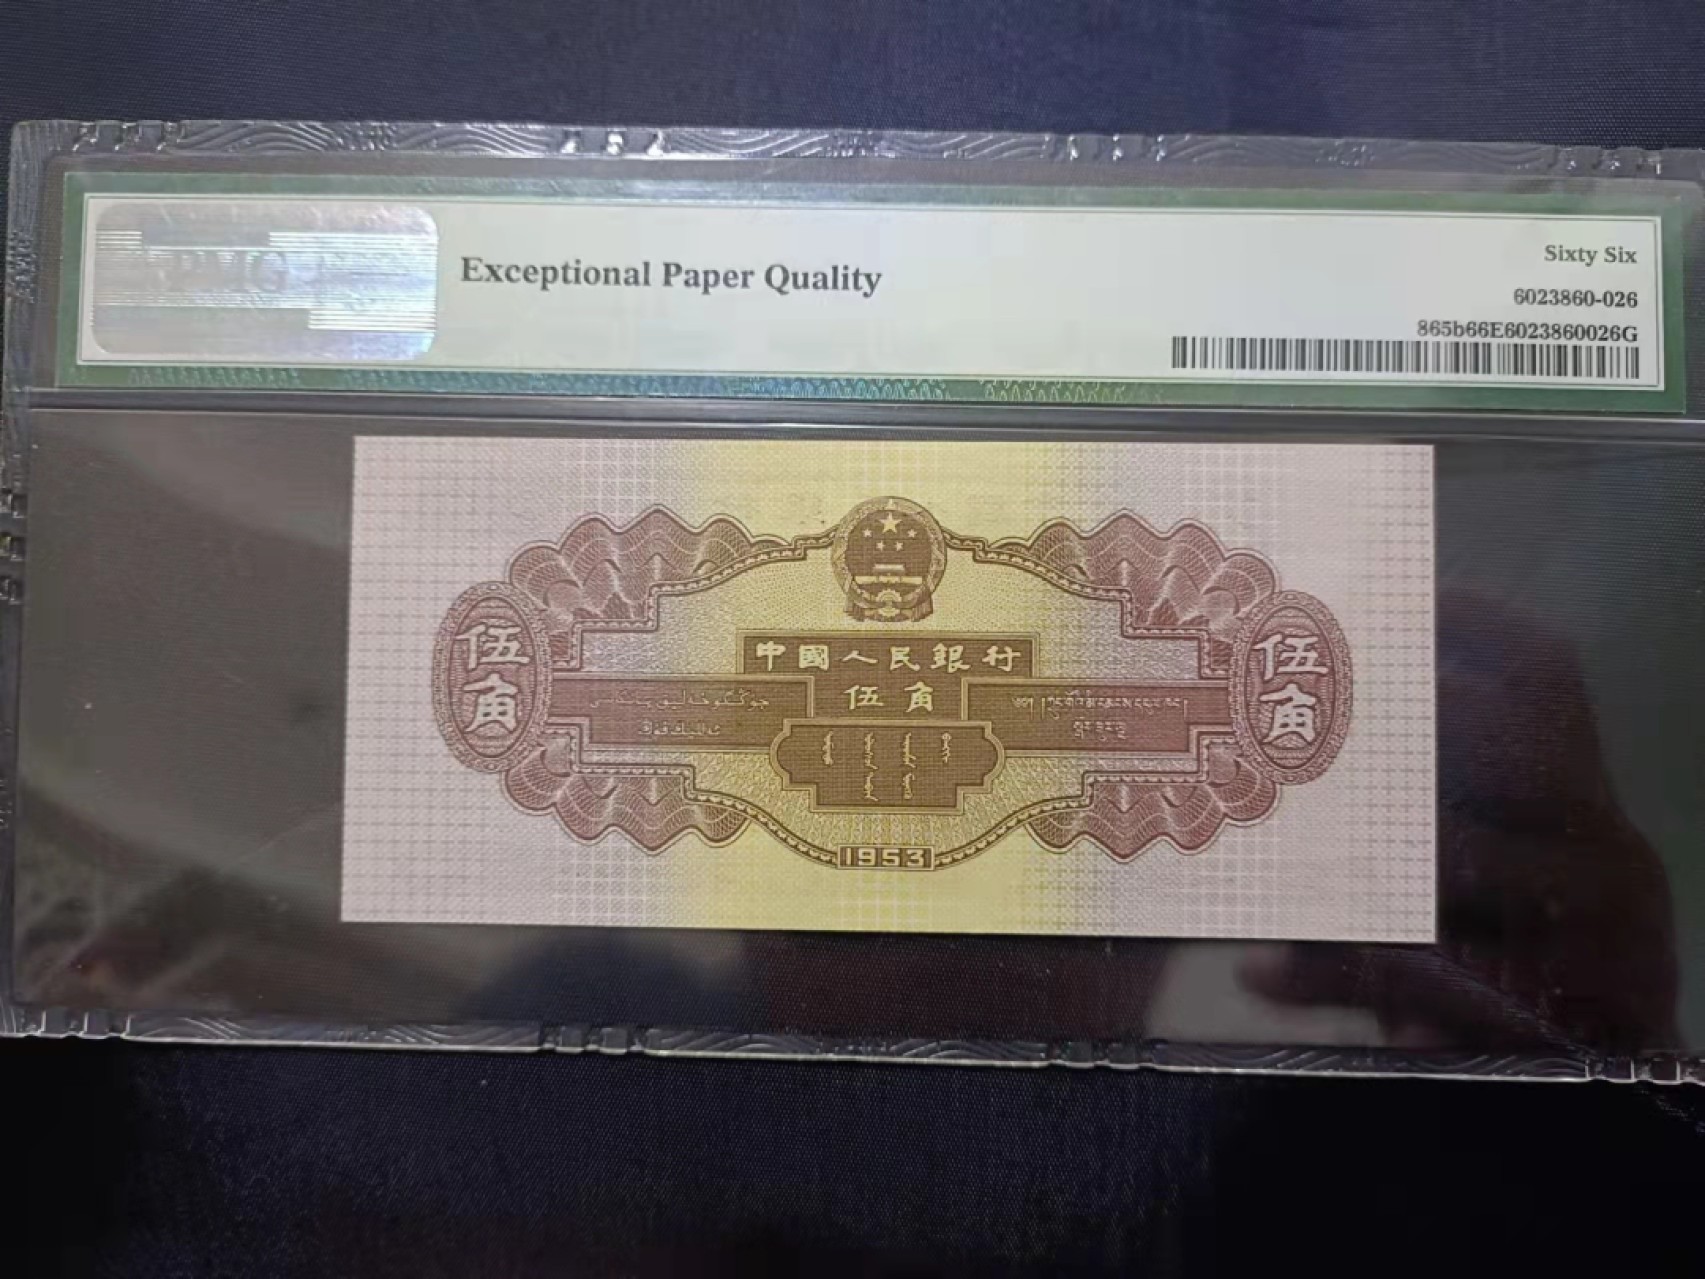 PMG
Exceptional Paper Quality
Sixty Six
6023860-026
865b66E6023860026G
中國人民銀行
伍角
伍角
伍角
1953